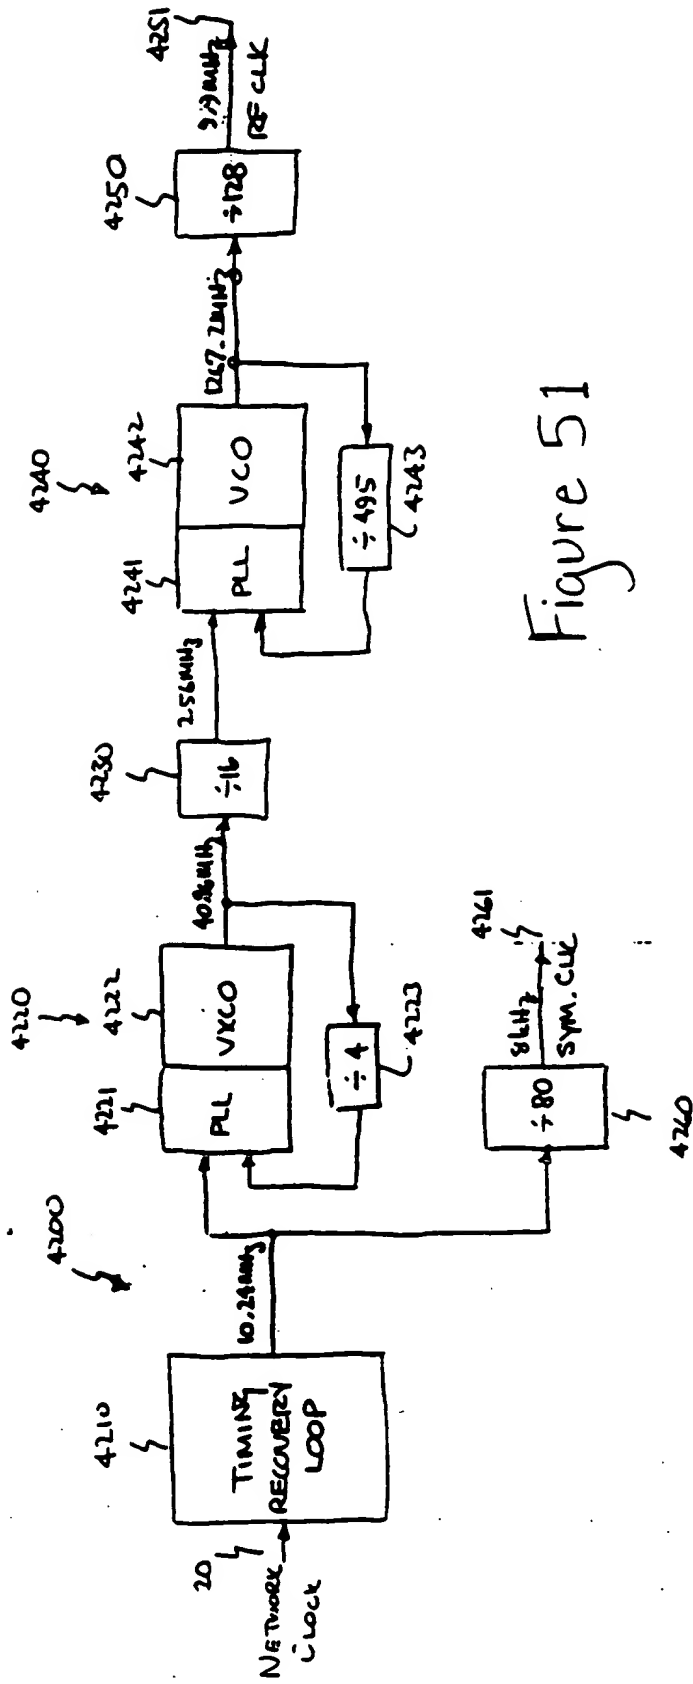 4200
20
NETWORK
CLOCK
4210
TIMING
RECOVERY
LOOP
10.24MHz
4220
4221
PLL
4222
VXCO
4223
÷4
40.96MHz
4230
÷16
2.56MHz
4240
4241
PLL
4242
VCO
÷495
4243
1267.2MHz
4250
÷128
9.9MHz
4251
RF CLK
÷80
4260
8kHz
4261
SYM. CLK
Figure 51